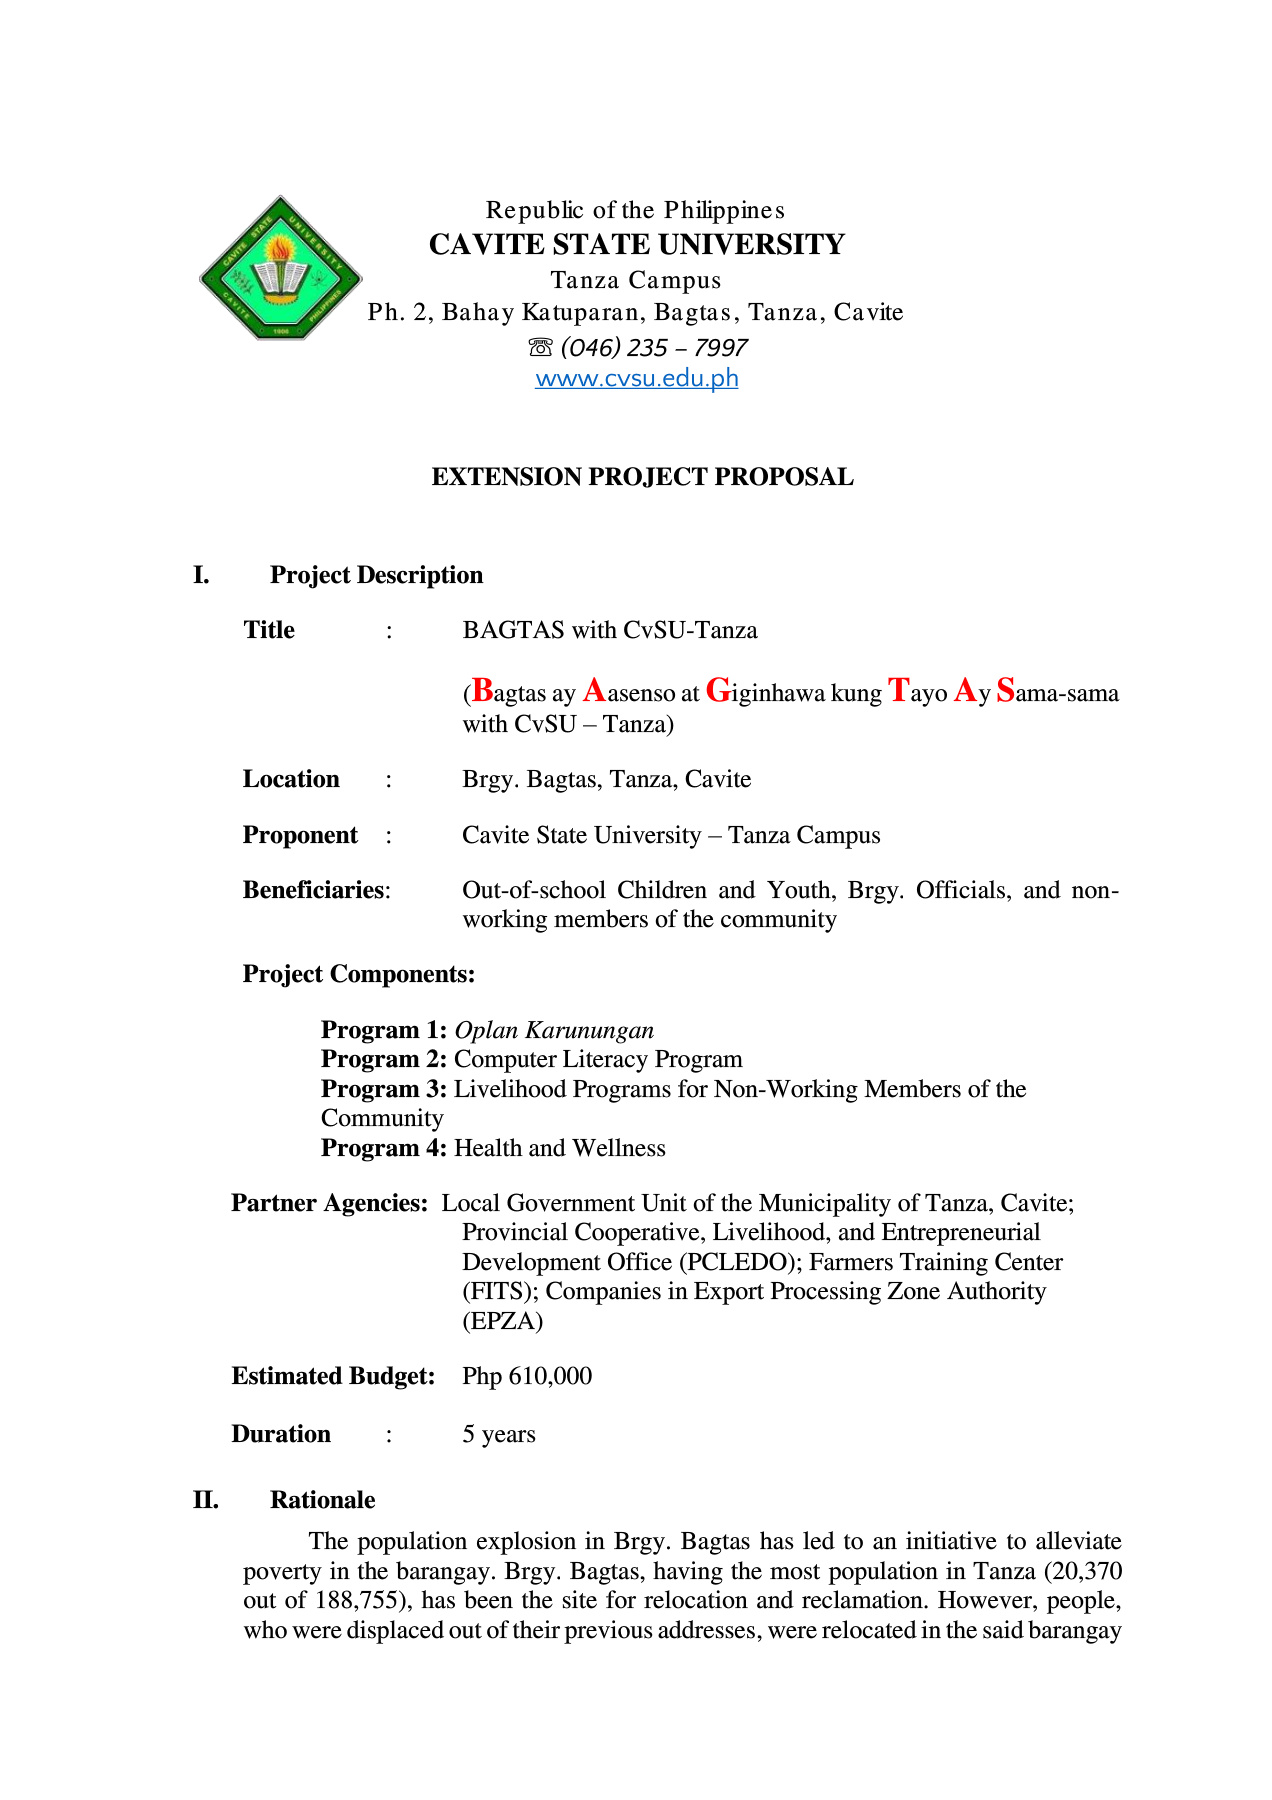 CAVITE STATE UNIVERSITY
CAVITE PHILIPPINES
1906
Republic of the Philippines
CAVITE STATE UNIVERSITY
Tanza Campus
Ph. 2, Bahay Katuparan, Bagtas, Tanza, Cavite
☏ (046) 235 – 7997
www.cvsu.edu.ph
EXTENSION PROJECT PROPOSAL
I. Project Description
Title : BAGTAS with CvSU-Tanza
(Bagtas ay Aasenso at Giginhawa kung Tayo Ay Sama-sama
with CvSU – Tanza)
Location : Brgy. Bagtas, Tanza, Cavite
Proponent : Cavite State University – Tanza Campus
Beneficiaries: Out-of-school Children and Youth, Brgy. Officials, and non-
working members of the community
Project Components:
Program 1: Oplan Karunungan
Program 2: Computer Literacy Program
Program 3: Livelihood Programs for Non-Working Members of the
Community
Program 4: Health and Wellness
Partner Agencies: Local Government Unit of the Municipality of Tanza, Cavite;
Provincial Cooperative, Livelihood, and Entrepreneurial
Development Office (PCLEDO); Farmers Training Center
(FITS); Companies in Export Processing Zone Authority
(EPZA)
Estimated Budget: Php 610,000
Duration : 5 years
II. Rationale
The population explosion in Brgy. Bagtas has led to an initiative to alleviate
poverty in the barangay. Brgy. Bagtas, having the most population in Tanza (20,370
out of 188,755), has been the site for relocation and reclamation. However, people,
who were displaced out of their previous addresses, were relocated in the said barangay